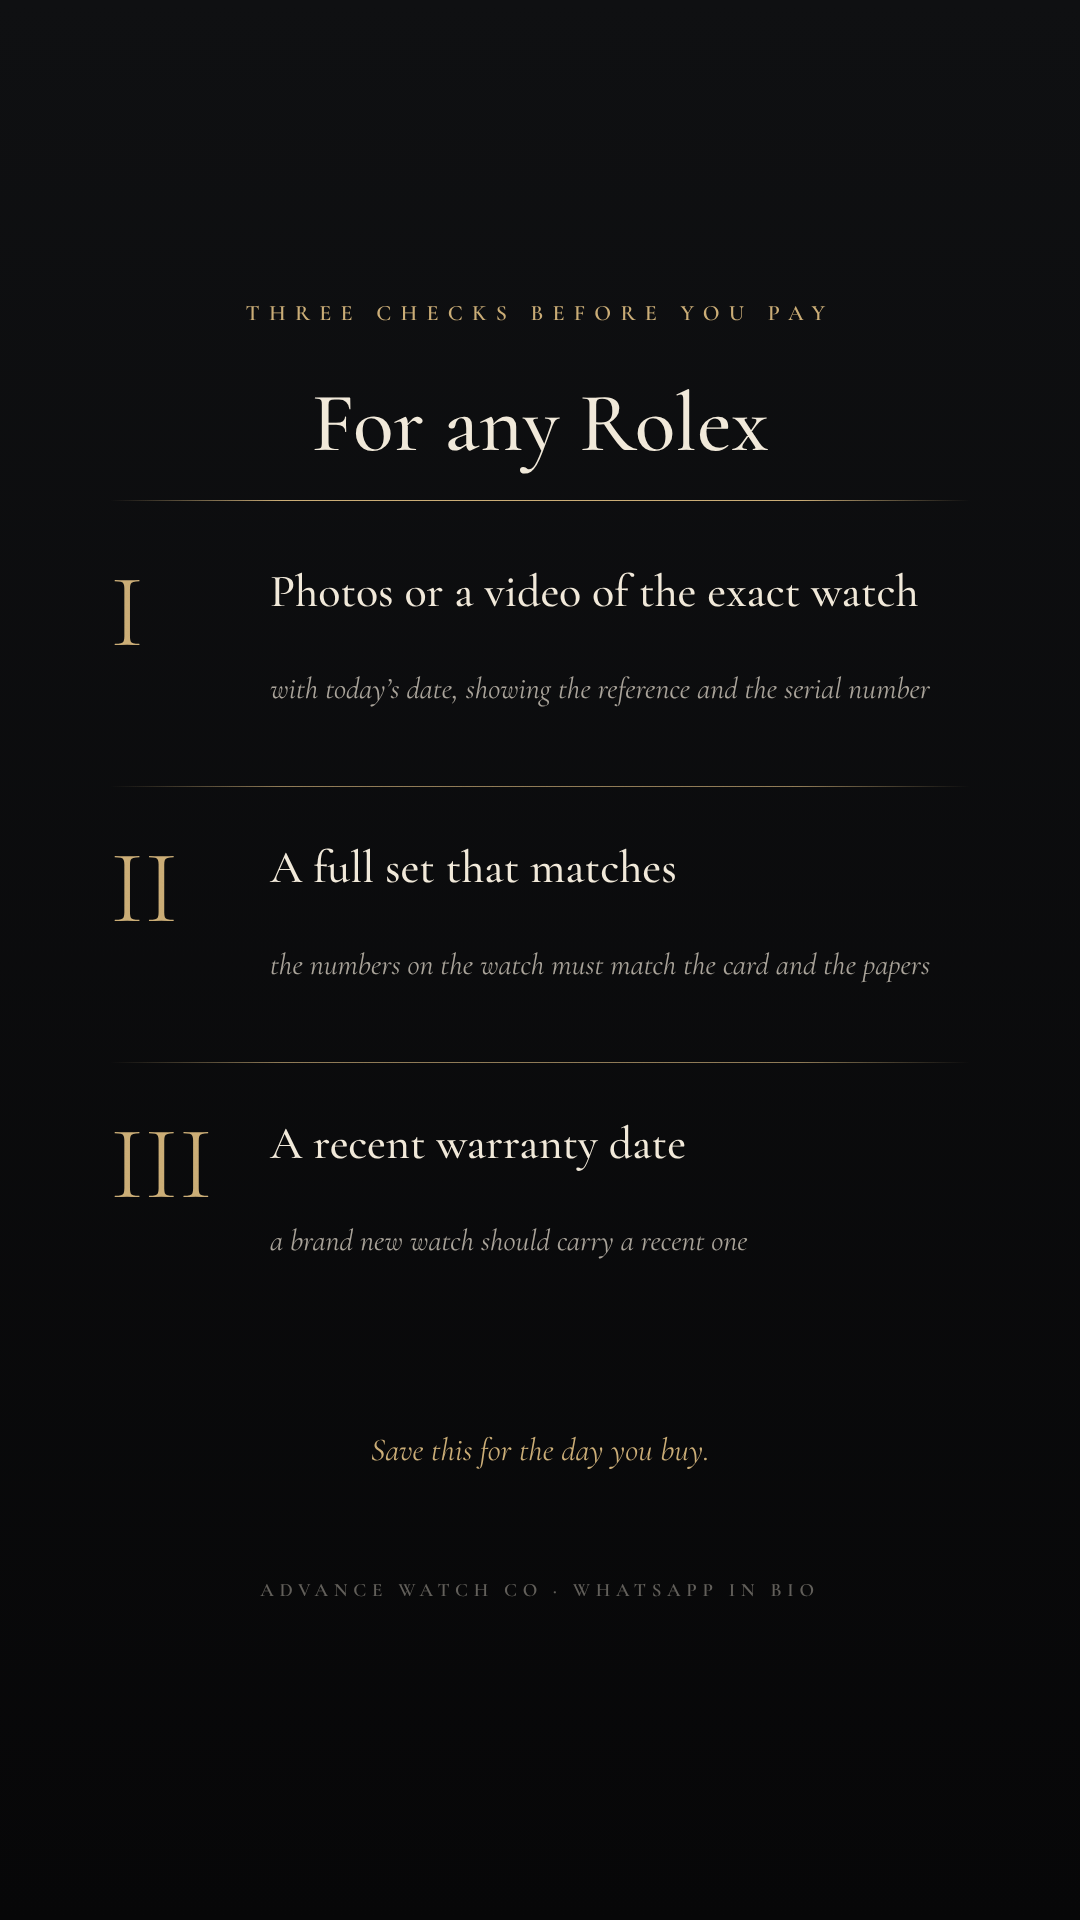 THREE CHECKS BEFORE YOU PAY
For any Rolex
I
Photos or a video of the exact watch
with today’s date, showing the reference and the serial number
II
A full set that matches
the numbers on the watch must match the card and the papers
III
A recent warranty date
a brand new watch should carry a recent one
Save this for the day you buy.
ADVANCE WATCH CO · WHATSAPP IN BIO